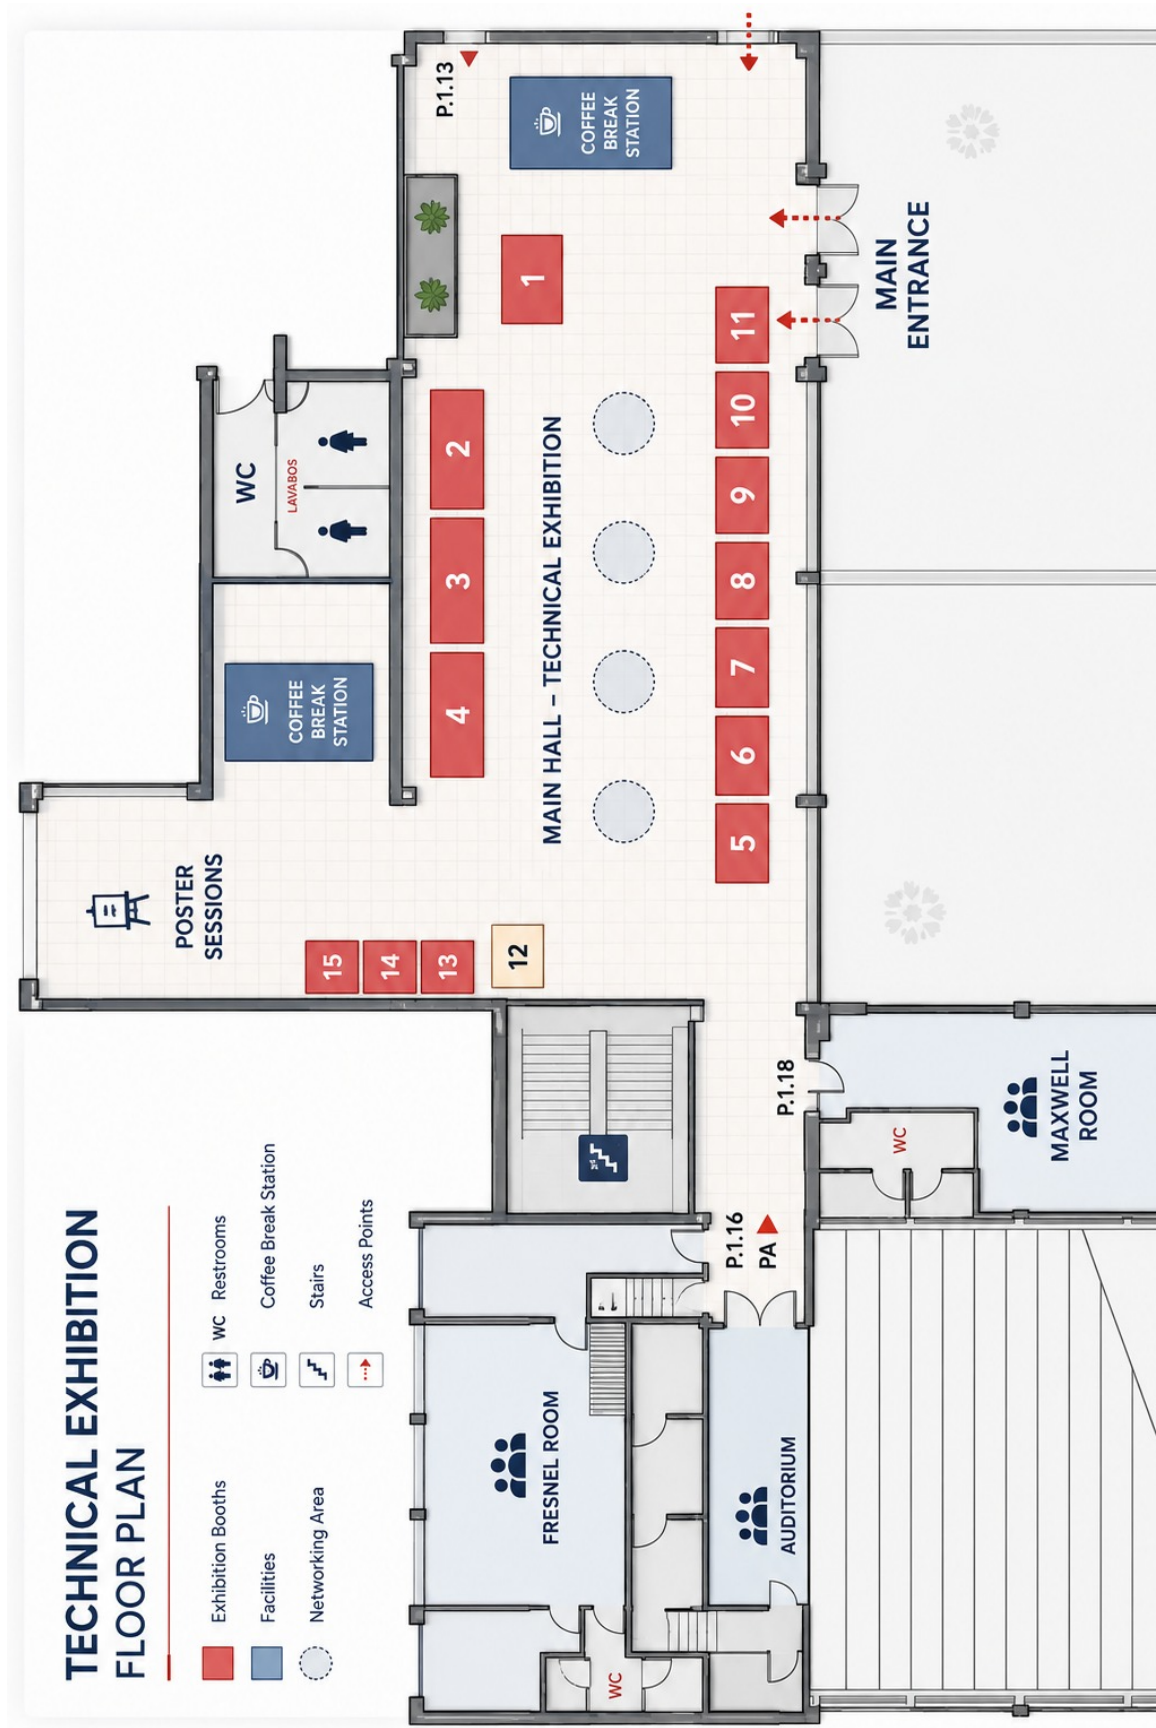 TECHNICAL EXHIBITION
FLOOR PLAN
Exhibition Booths
Facilities
Networking Area
WC Restrooms
Coffee Break Station
Stairs
Access Points
POSTER
SESSIONS
COFFEE
BREAK
STATION
WC
LAVABOS
P.1.13
COFFEE
BREAK
STATION
15
14
13
12
4
3
2
1
MAIN HALL – TECHNICAL EXHIBITION
5
6
7
8
9
10
11
MAIN
ENTRANCE
FRESNEL ROOM
WC
AUDITORIUM
P.1.16
PA
P.1.18
WC
MAXWELL
ROOM